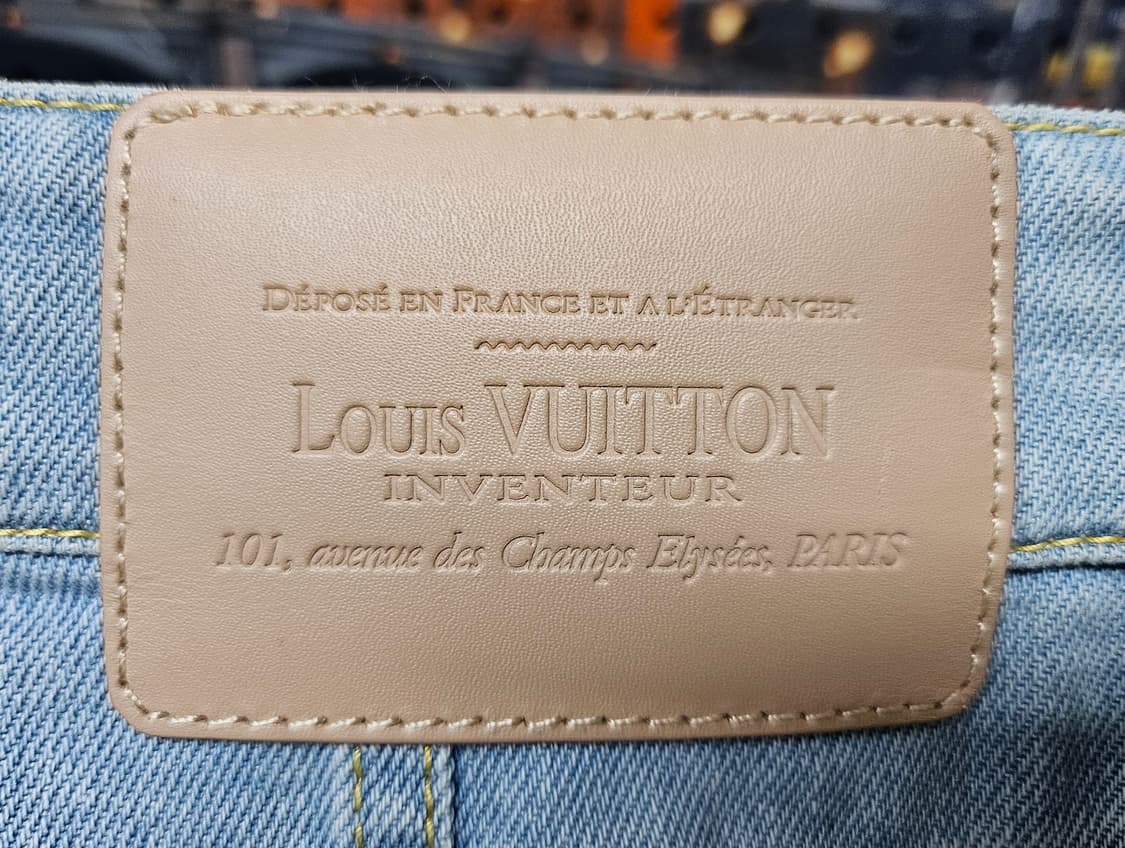 DÉPOSÉ EN FRANCE ET A L'ÉTRANGER
LOUIS VUITTON
INVENTEUR
101, avenue des Champs Elysées, PARIS